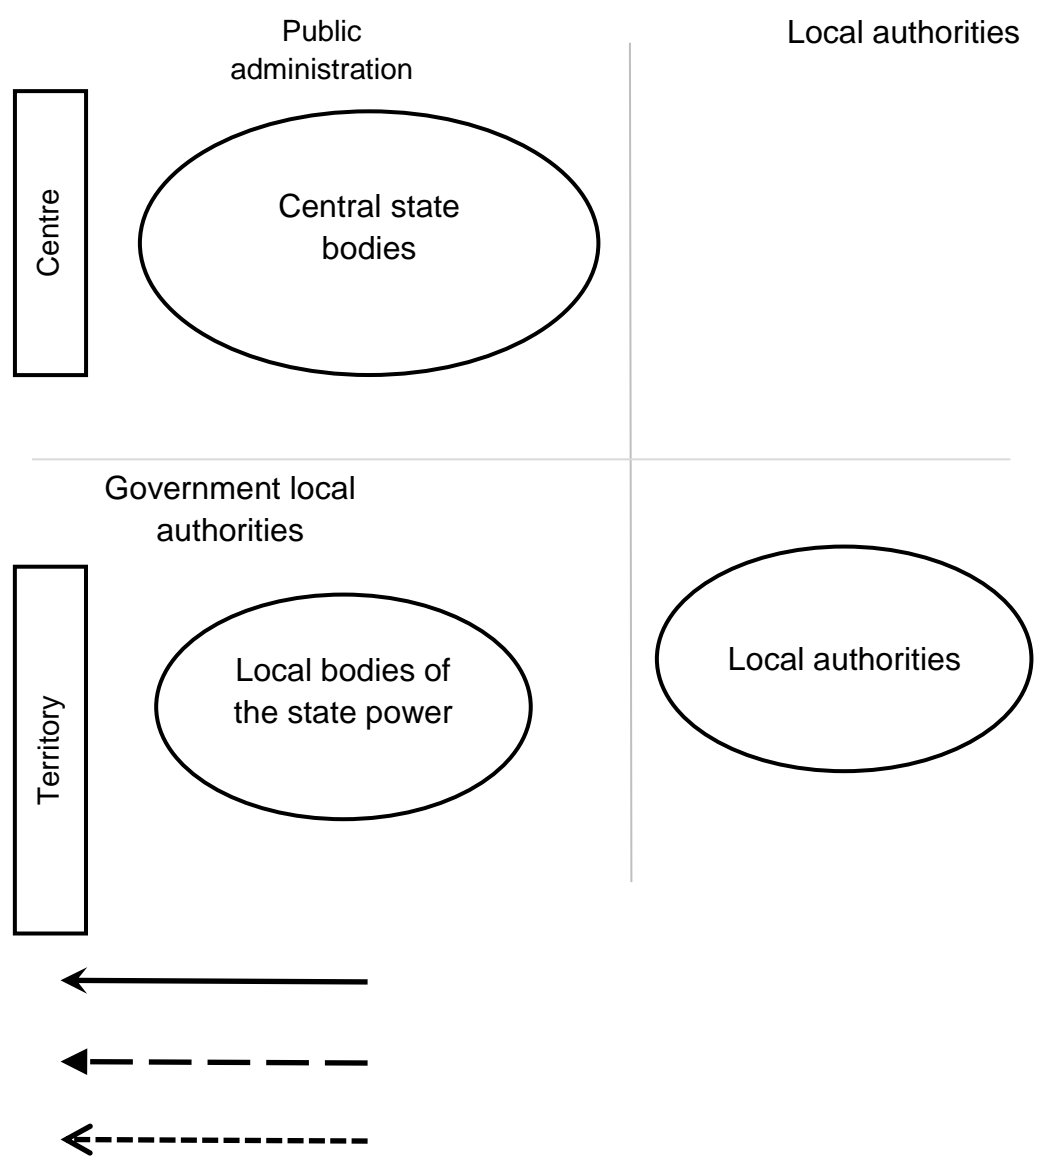 Public
administration
Local authorities
Centre
Central state
bodies
Government local
authorities
Territory
Local bodies of
the state power
Local authorities